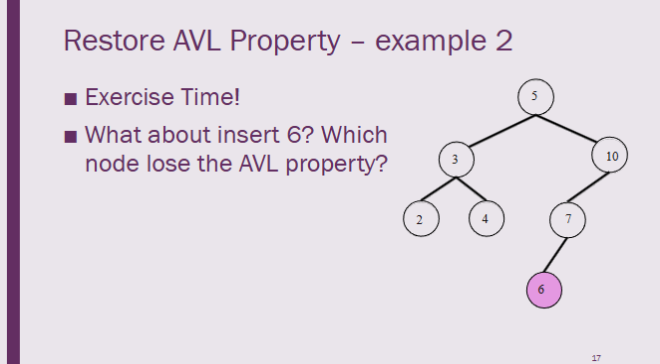 Restore AVL Property – example 2
■ Exercise Time!
■ What about insert 6? Which
node lose the AVL property?
5
3
10
2
4
7
6
17